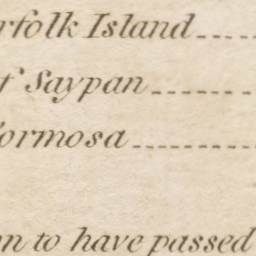 rfolk Island
f Saypan
ormosa
n to have passed